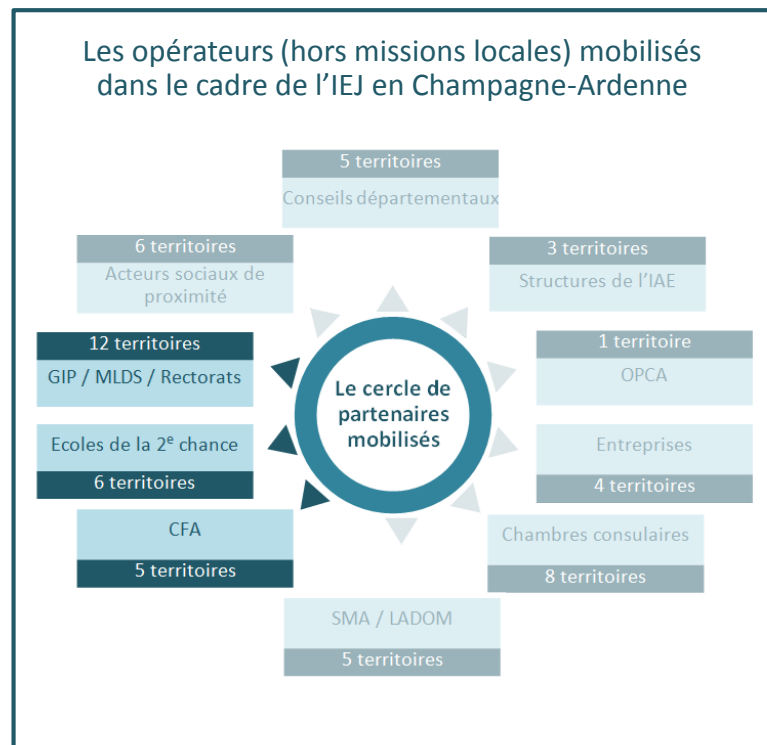 Les opérateurs (hors missions locales) mobilisés
dans le cadre de l’IEJ en Champagne-Ardenne
5 territoires
Conseils départementaux
6 territoires
Acteurs sociaux de
proximité
3 territoires
Structures de l’IAE
12 territoires
GIP / MLDS / Rectorats
1 territoire
OPCA
Le cercle de
partenaires
mobilisés
Ecoles de la 2e chance
6 territoires
Entreprises
4 territoires
CFA
5 territoires
Chambres consulaires
8 territoires
SMA / LADOM
5 territoires